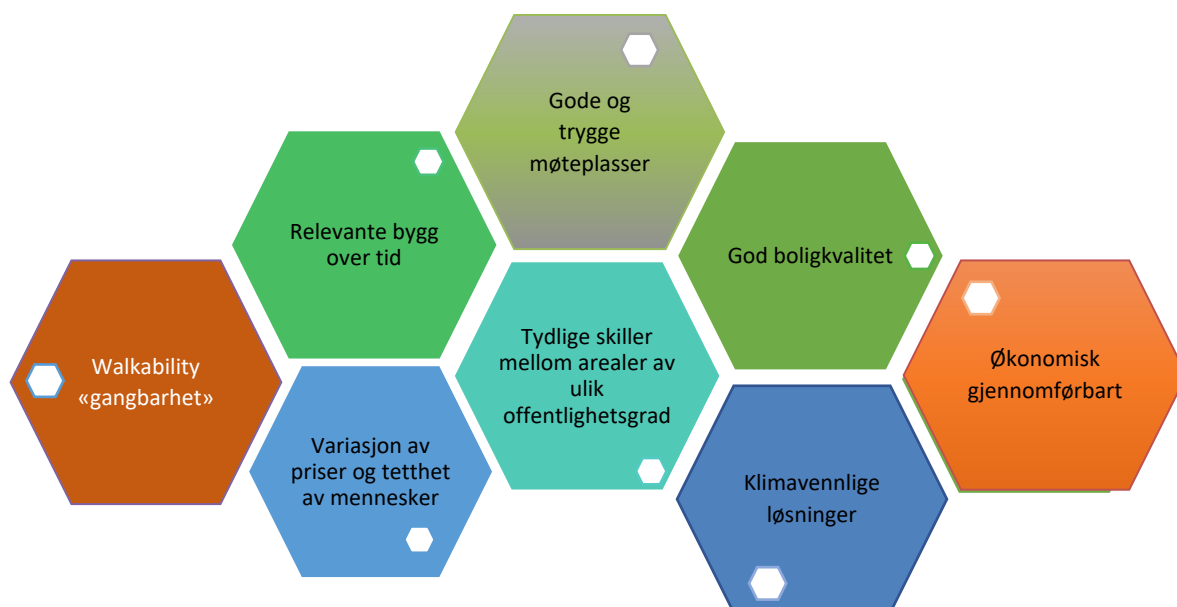 Gode og
trygge
møteplasser
Relevante bygg
over tid
God boligkvalitet
Tydlige skiller
mellom arealer av
ulik
offentlighetsgrad
Økonomisk
gjennomførbart
Walkability
«gangbarhet»
Variasjon av
priser og tetthet
av mennesker
Klimavennlige
løsninger